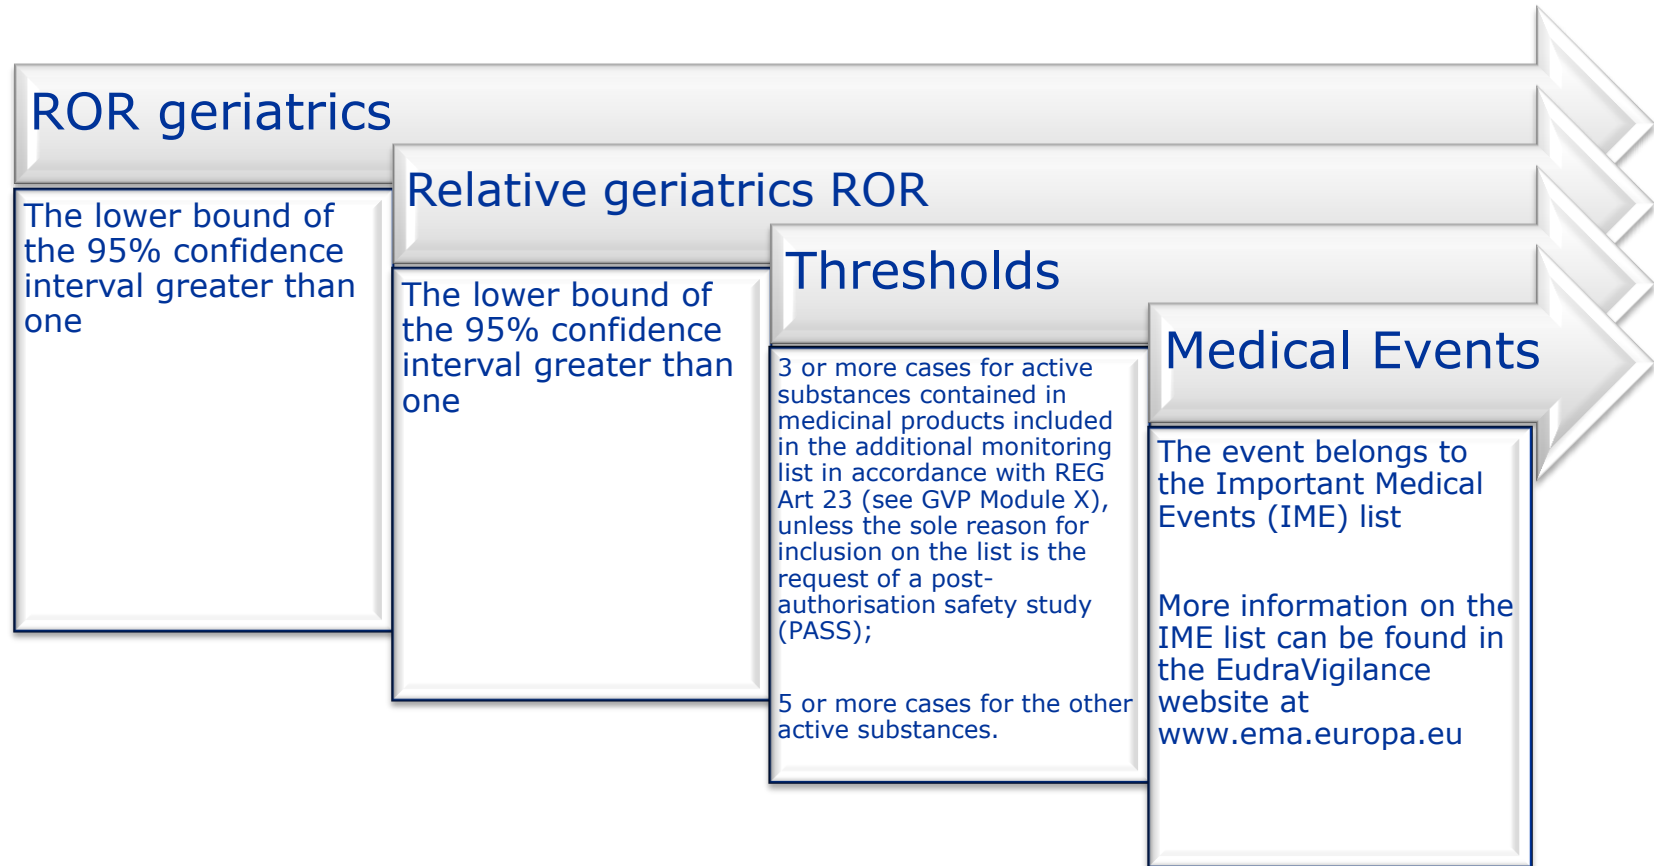 ROR geriatrics
The lower bound of
the 95% confidence
interval greater than
one
Relative geriatrics ROR
The lower bound of
the 95% confidence
interval greater than
one
Thresholds
3 or more cases for active
substances contained in
medicinal products included
in the additional monitoring
list in accordance with REG
Art 23 (see GVP Module X),
unless the sole reason for
inclusion on the list is the
request of a post-
authorisation safety study
(PASS);
5 or more cases for the other
active substances.
Medical Events
The event belongs to
the Important Medical
Events (IME) list
More information on the
IME list can be found in
the EudraVigilance
website at
www.ema.europa.eu